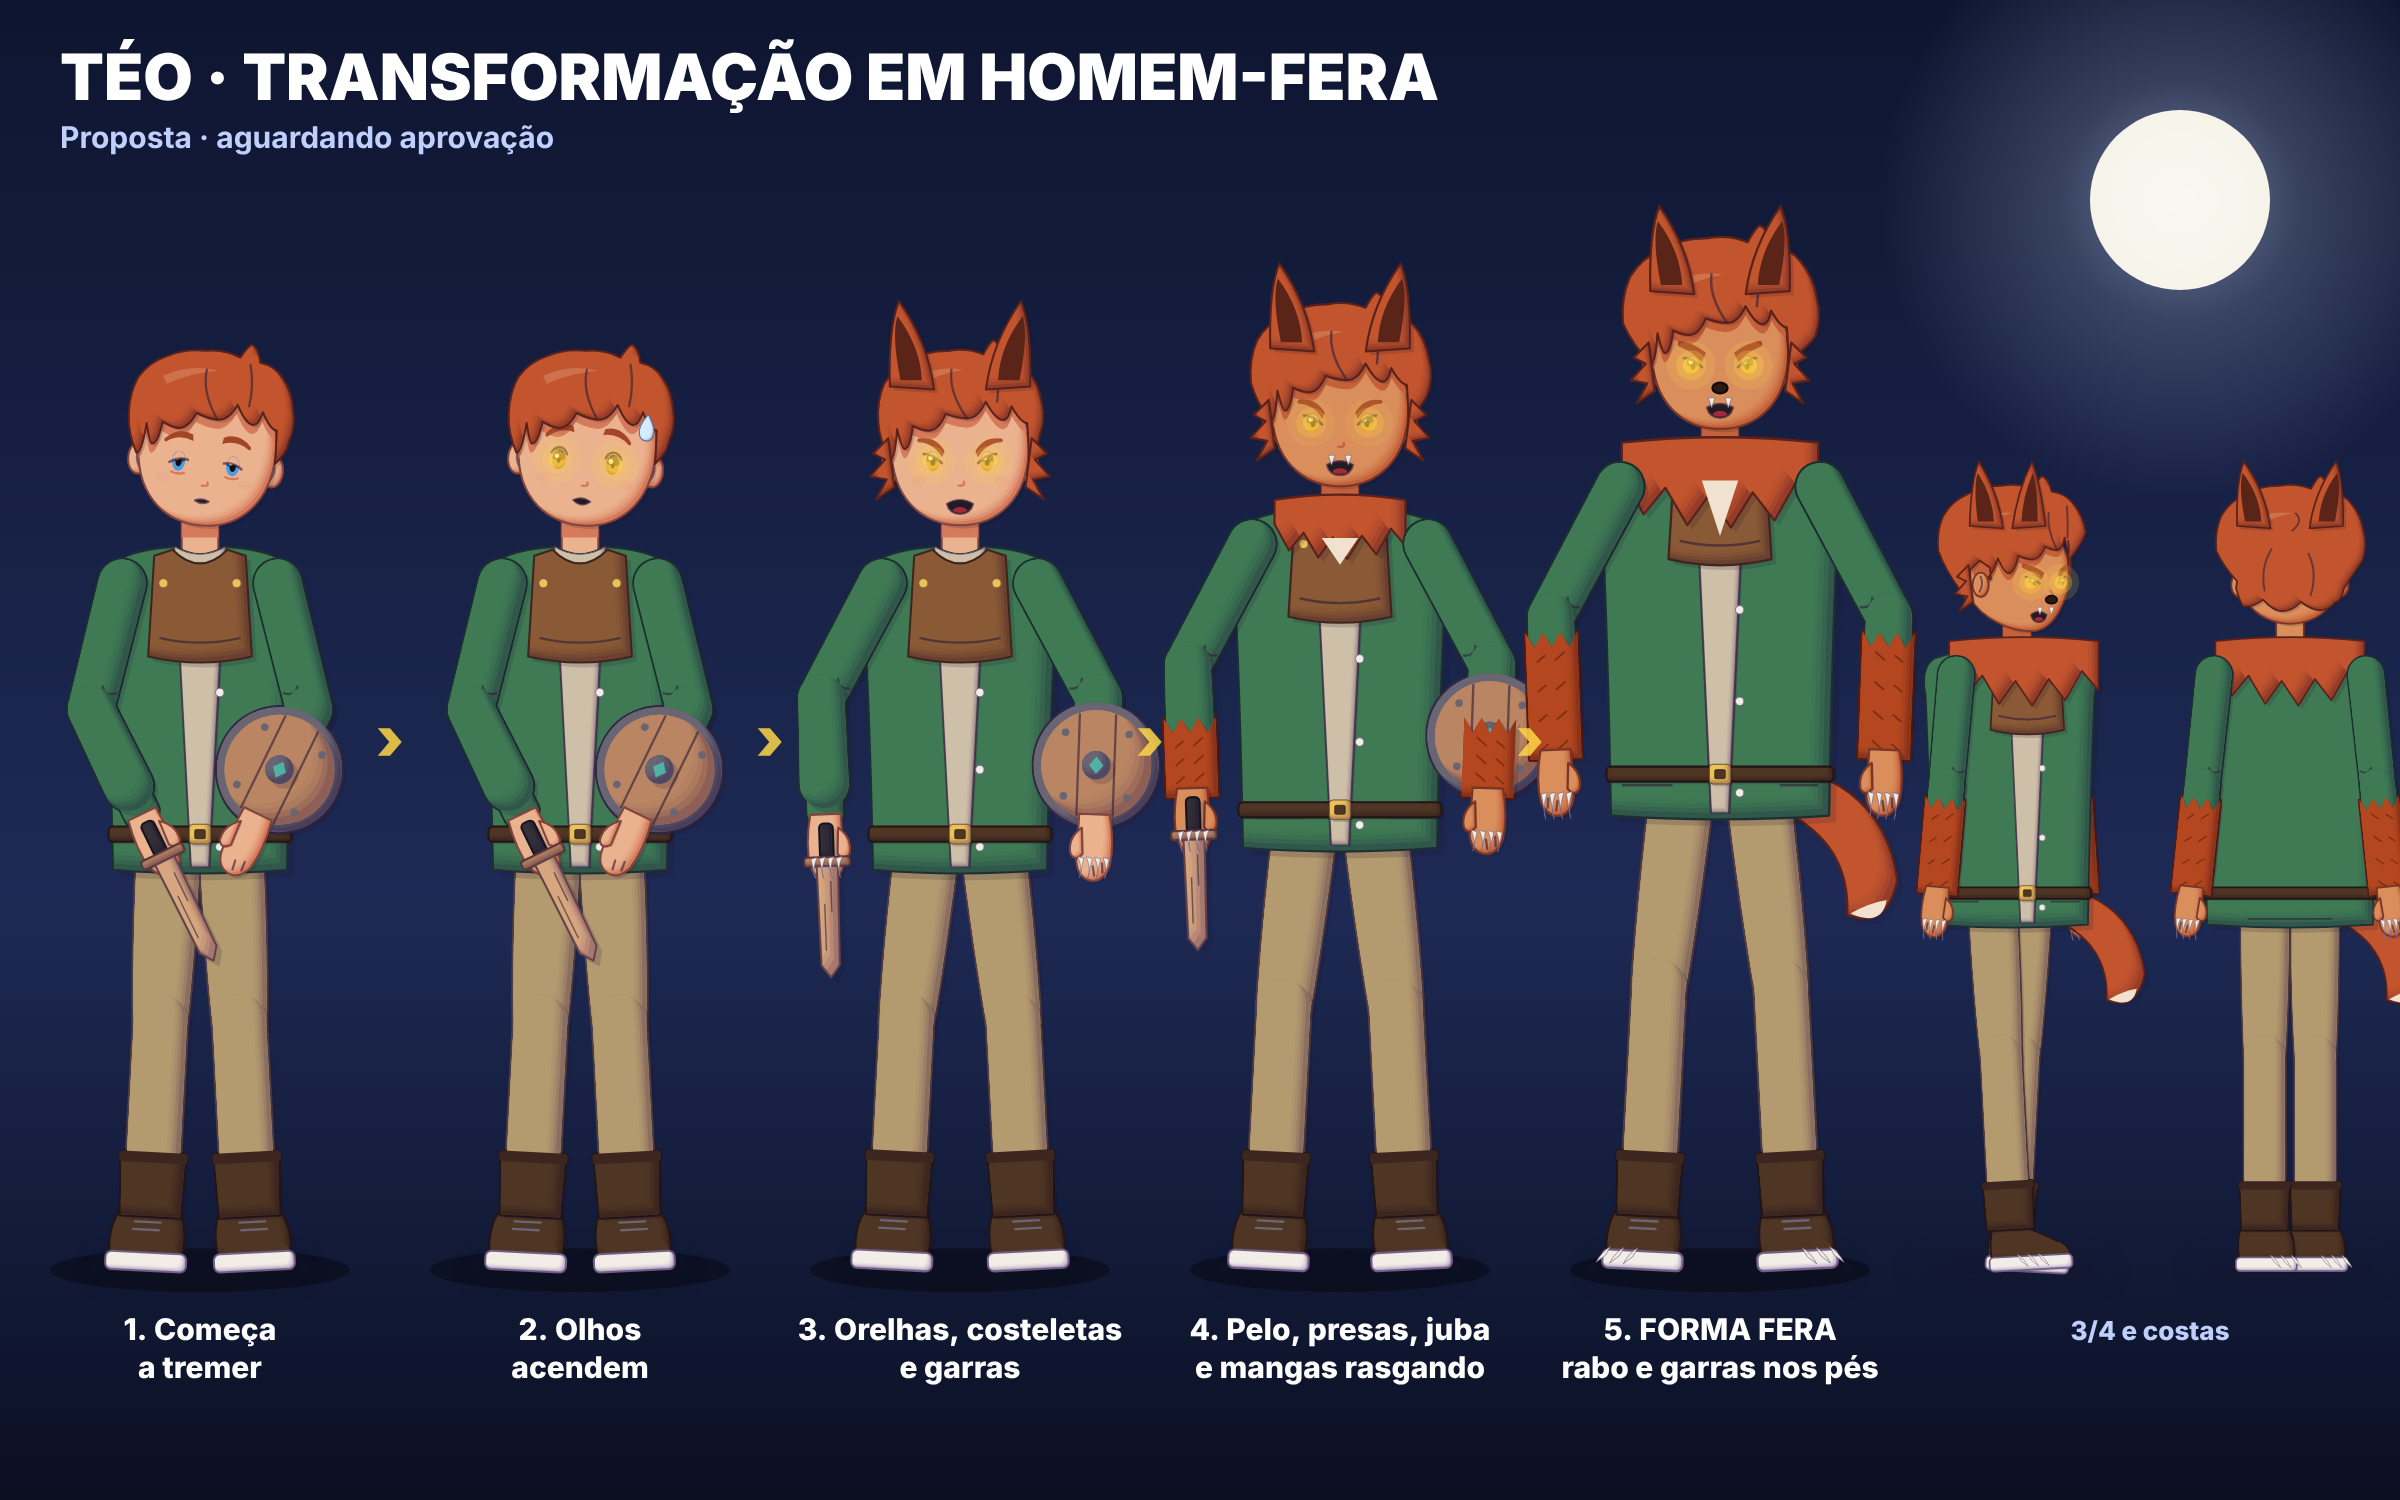 TÉO · TRANSFORMAÇÃO EM HOMEM-FERA
Proposta · aguardando aprovação
1. Começa
a tremer
2. Olhos
acendem
3. Orelhas, costeletas
e garras
4. Pelo, presas, juba
e mangas rasgando
5. FORMA FERA
rabo e garras nos pés
3/4 e costas